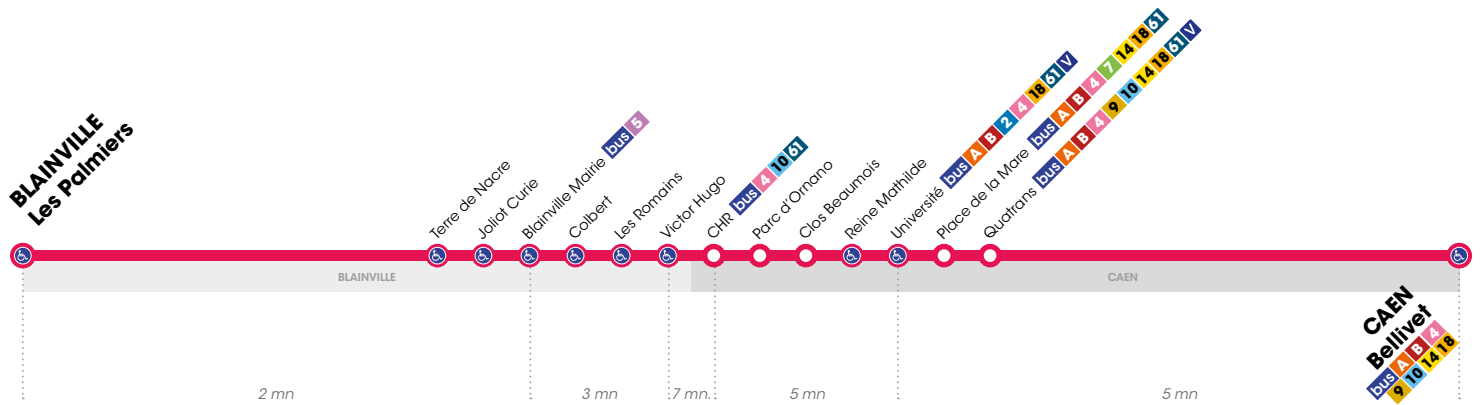 BLAINVILLE
Les Palmiers
Terre de Nacre
Joliot Curie
Blainville Mairie bus 5
Colbert
Les Romains
Victor Hugo
CHR bus 4 10 61
Parc d'Ornano
Clos Beaumois
Reine Mathilde
Université bus A B 2 4 18 61 V
Place de la Mare bus A B 4 7 14 18 61
Quatrans bus A B 4 9 10 14 18 61 V
CAEN
Bellivet
bus A B 4
9 10 14 18
BLAINVILLE
CAEN
2 mn
3 mn
7 mn.
5 mn
5 mn